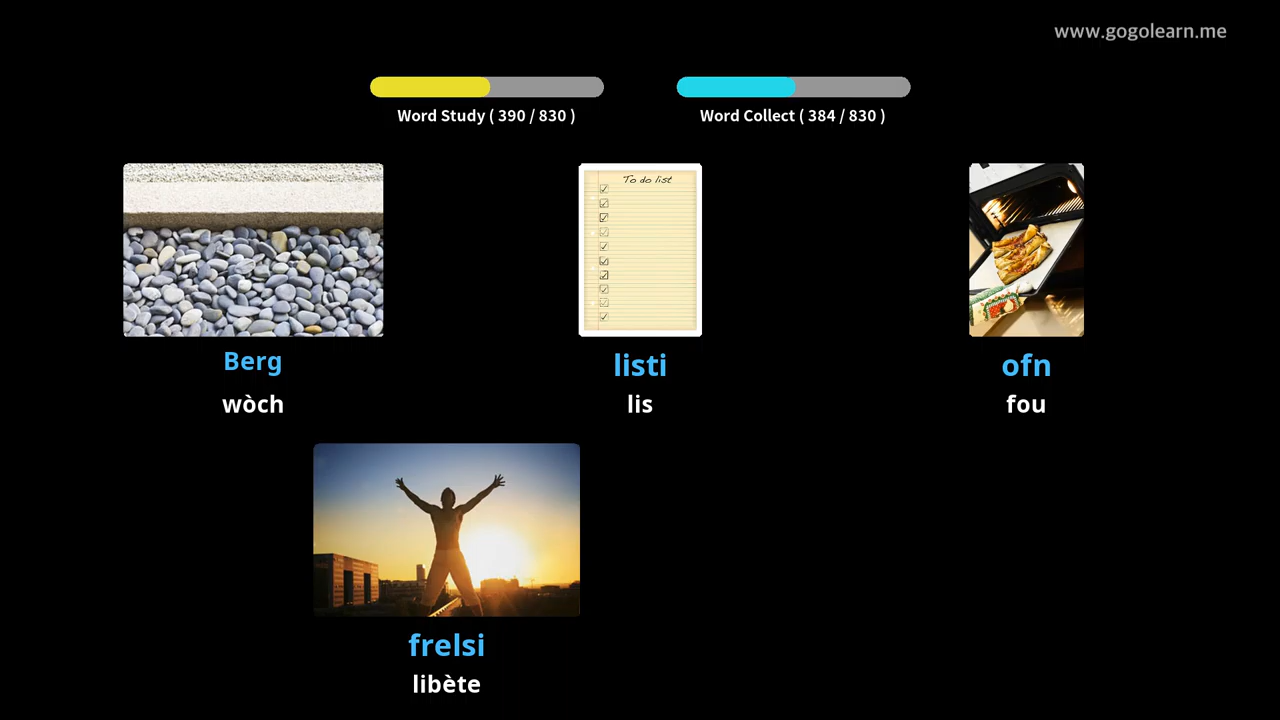 www.gogolearn.me
Word Study ( 390 / 830 )
Word Collect ( 384 / 830 )
To do list
Berg
wòch
listi
lis
ofn
fou
frelsi
libète